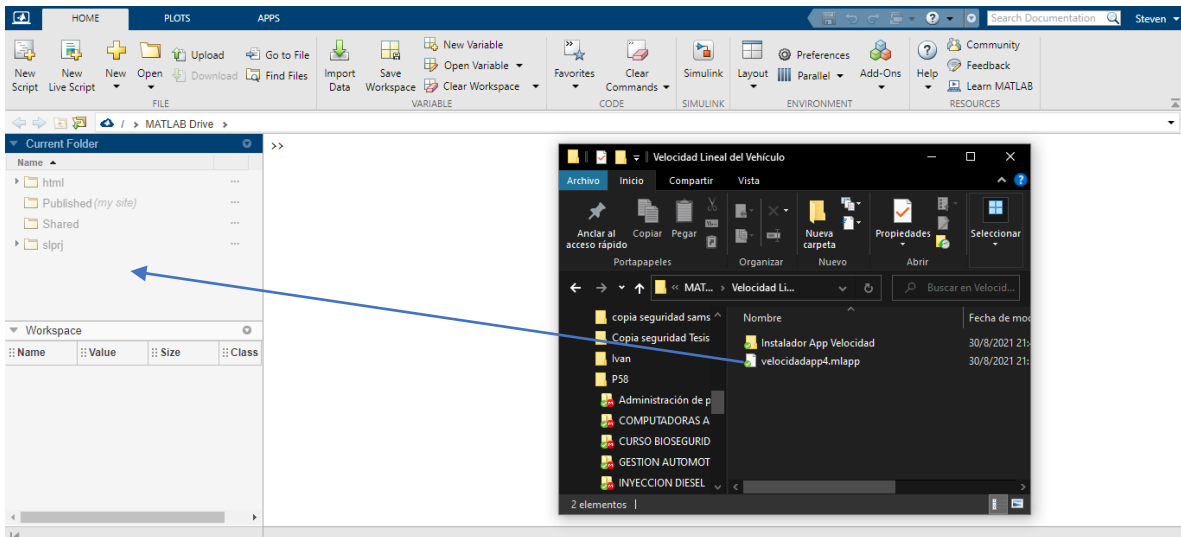 HOME PLOTS APPS
Search Documentation Steven
New Script
New Live Script
New
Open
Upload
Download
Go to File
Find Files
FILE
Import Data
Save Workspace
New Variable
Open Variable
Clear Workspace
VARIABLE
Favorites
Clear Commands
CODE
Simulink
SIMULINK
Layout
Preferences
Parallel
Add-Ons
ENVIRONMENT
Help
Community
Feedback
Learn MATLAB
RESOURCES
/ > MATLAB Drive >
Current Folder
Name
html
Published (my site)
Shared
slprj
Workspace
Name Value Size Class
>>
Velocidad Lineal del Vehículo
Archivo Inicio Compartir Vista
Anclar al acceso rápido
Copiar
Pegar
Portapapeles
Organizar
Nueva carpeta
Nuevo
Propiedades
Abrir
Seleccionar
« MAT... > Velocidad Li...
Buscar en Velocid...
copia seguridad sams
Copia seguridad Tesis
Ivan
P58
Administración de p
COMPUTADORAS A
CURSO BIOSEGURID
GESTION AUTOMOT
INYECCION DIESEL
Nombre Fecha de mod
Instalador App Velocidad 30/8/2021 21:
velocidadapp4.mlapp 30/8/2021 21:
2 elementos